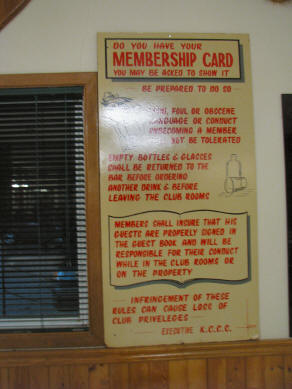 DO YOU HAVE YOUR
MEMBERSHIP CARD
YOU MAY BE ASKED TO SHOW IT
BE PREPARED TO DO SO
FOUL OR OBSCENE
LANGUAGE OR CONDUCT
UNBECOMING A MEMBER
NOT BE TOLERATED
EMPTY BOTTLES & GLASSES
SHALL BE RETURNED TO THE
BAR BEFORE ORDERING
ANOTHER DRINK & BEFORE
LEAVING THE CLUB ROOMS
MEMBERS SHALL INSURE THAT HIS
GUESTS ARE PROPERLY SIGNED IN
THE GUEST BOOK AND WILL BE
RESPONSIBLE FOR THEIR CONDUCT
WHILE IN THE CLUB ROOMS OR
ON THE PROPERTY
INFRINGEMENT OF THESE
RULES CAN CAUSE LOSS OF
CLUB PRIVELEGES
EXECUTIVE K.C.C.C.